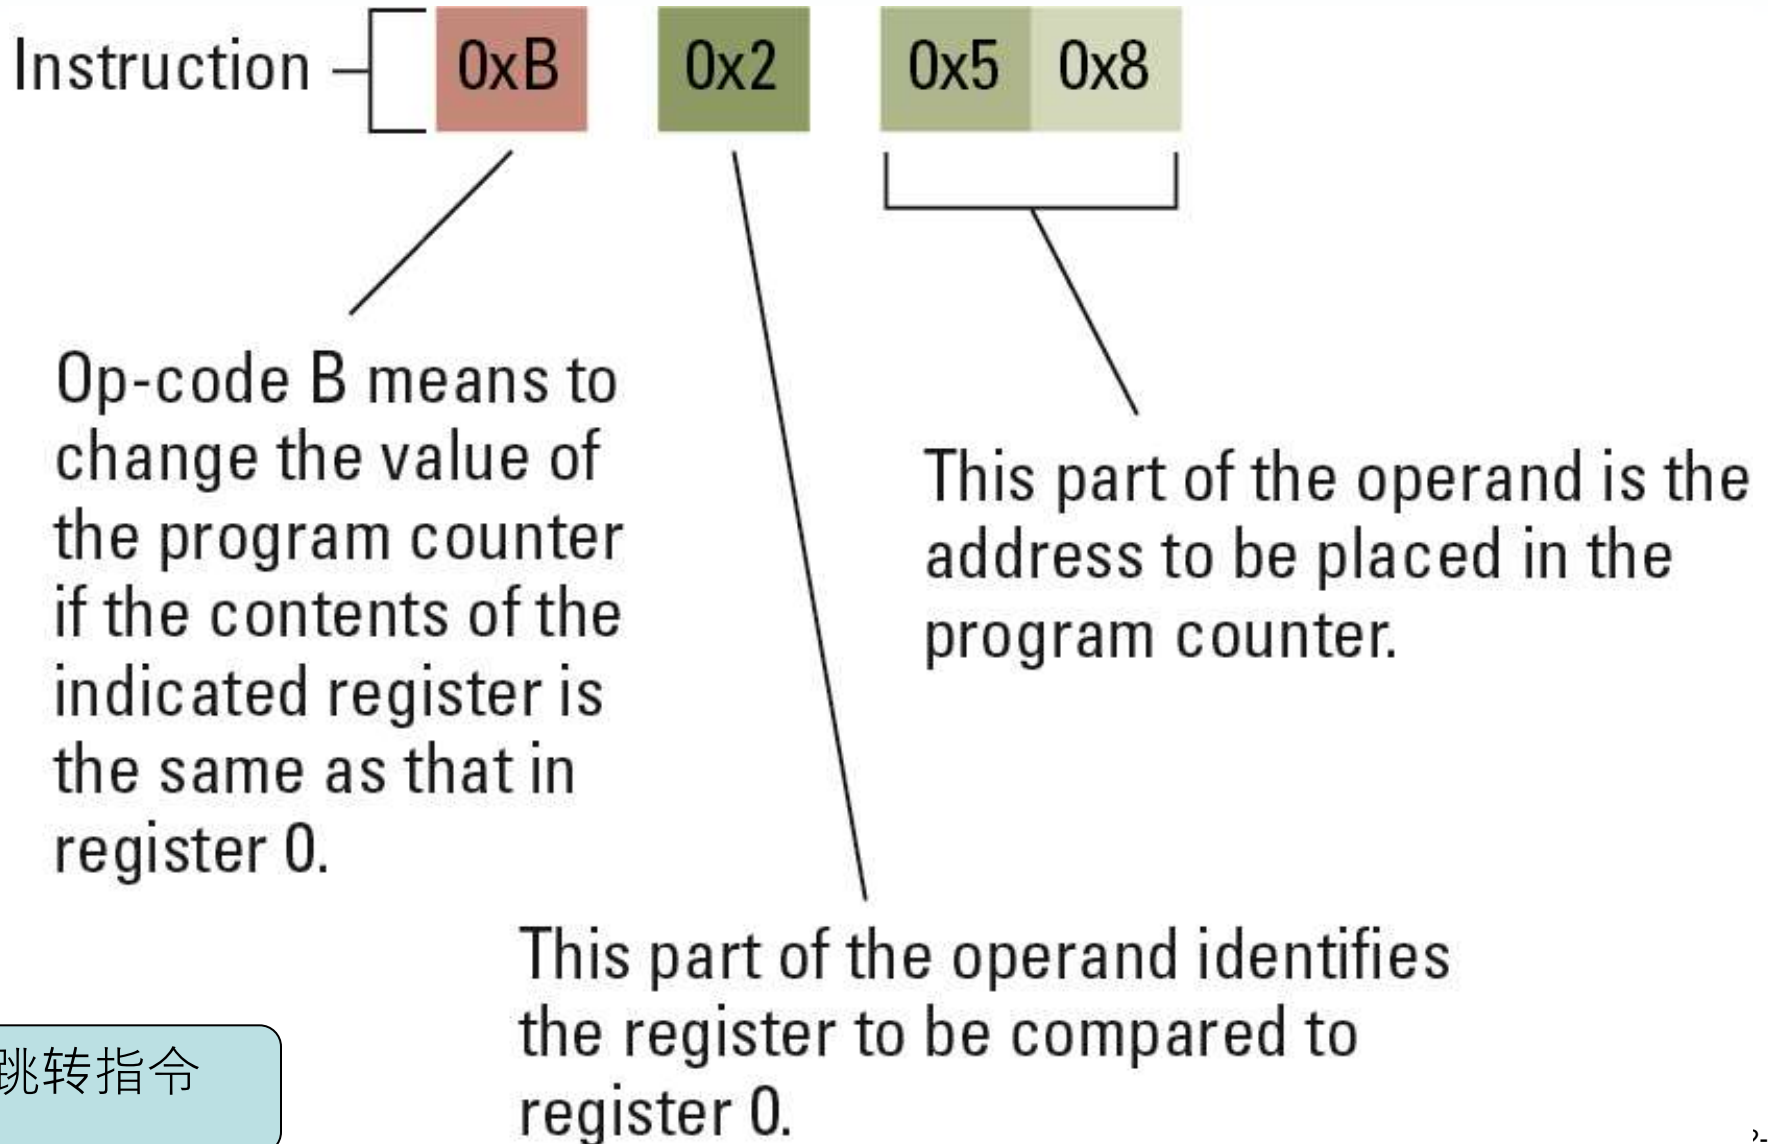 Instruction
0xB 0x2 0x5 0x8
Op-code B means to
change the value of
the program counter
if the contents of the
indicated register is
the same as that in
register 0.
This part of the operand is the
address to be placed in the
program counter.
This part of the operand identifies
the register to be compared to
register 0.
跳转指令